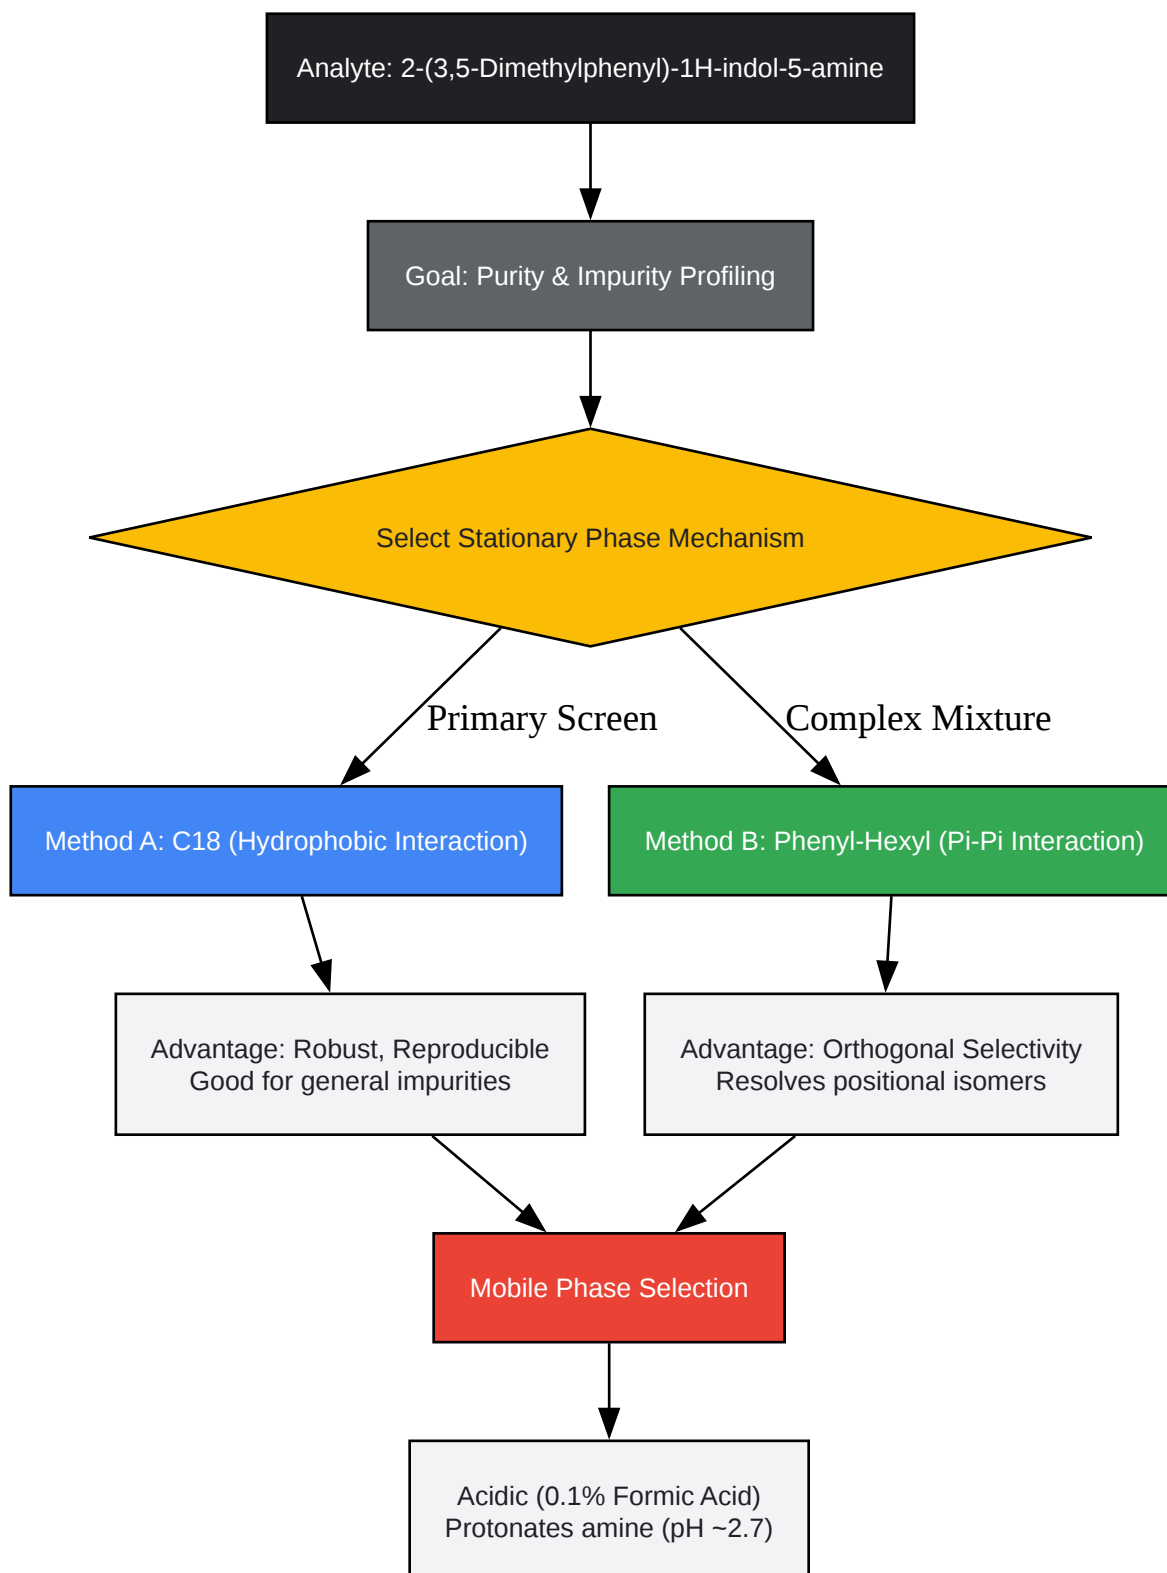 Analyte: 2-(3,5-Dimethylphenyl)-1H-indol-5-amine
Goal: Purity & Impurity Profiling
Select Stationary Phase Mechanism
Primary Screen
Complex Mixture
Method A: C18 (Hydrophobic Interaction)
Method B: Phenyl-Hexyl (Pi-Pi Interaction)
Advantage: Robust, Reproducible
Good for general impurities
Advantage: Orthogonal Selectivity
Resolves positional isomers
Mobile Phase Selection
Acidic (0.1% Formic Acid)
Protonates amine (pH ~2.7)